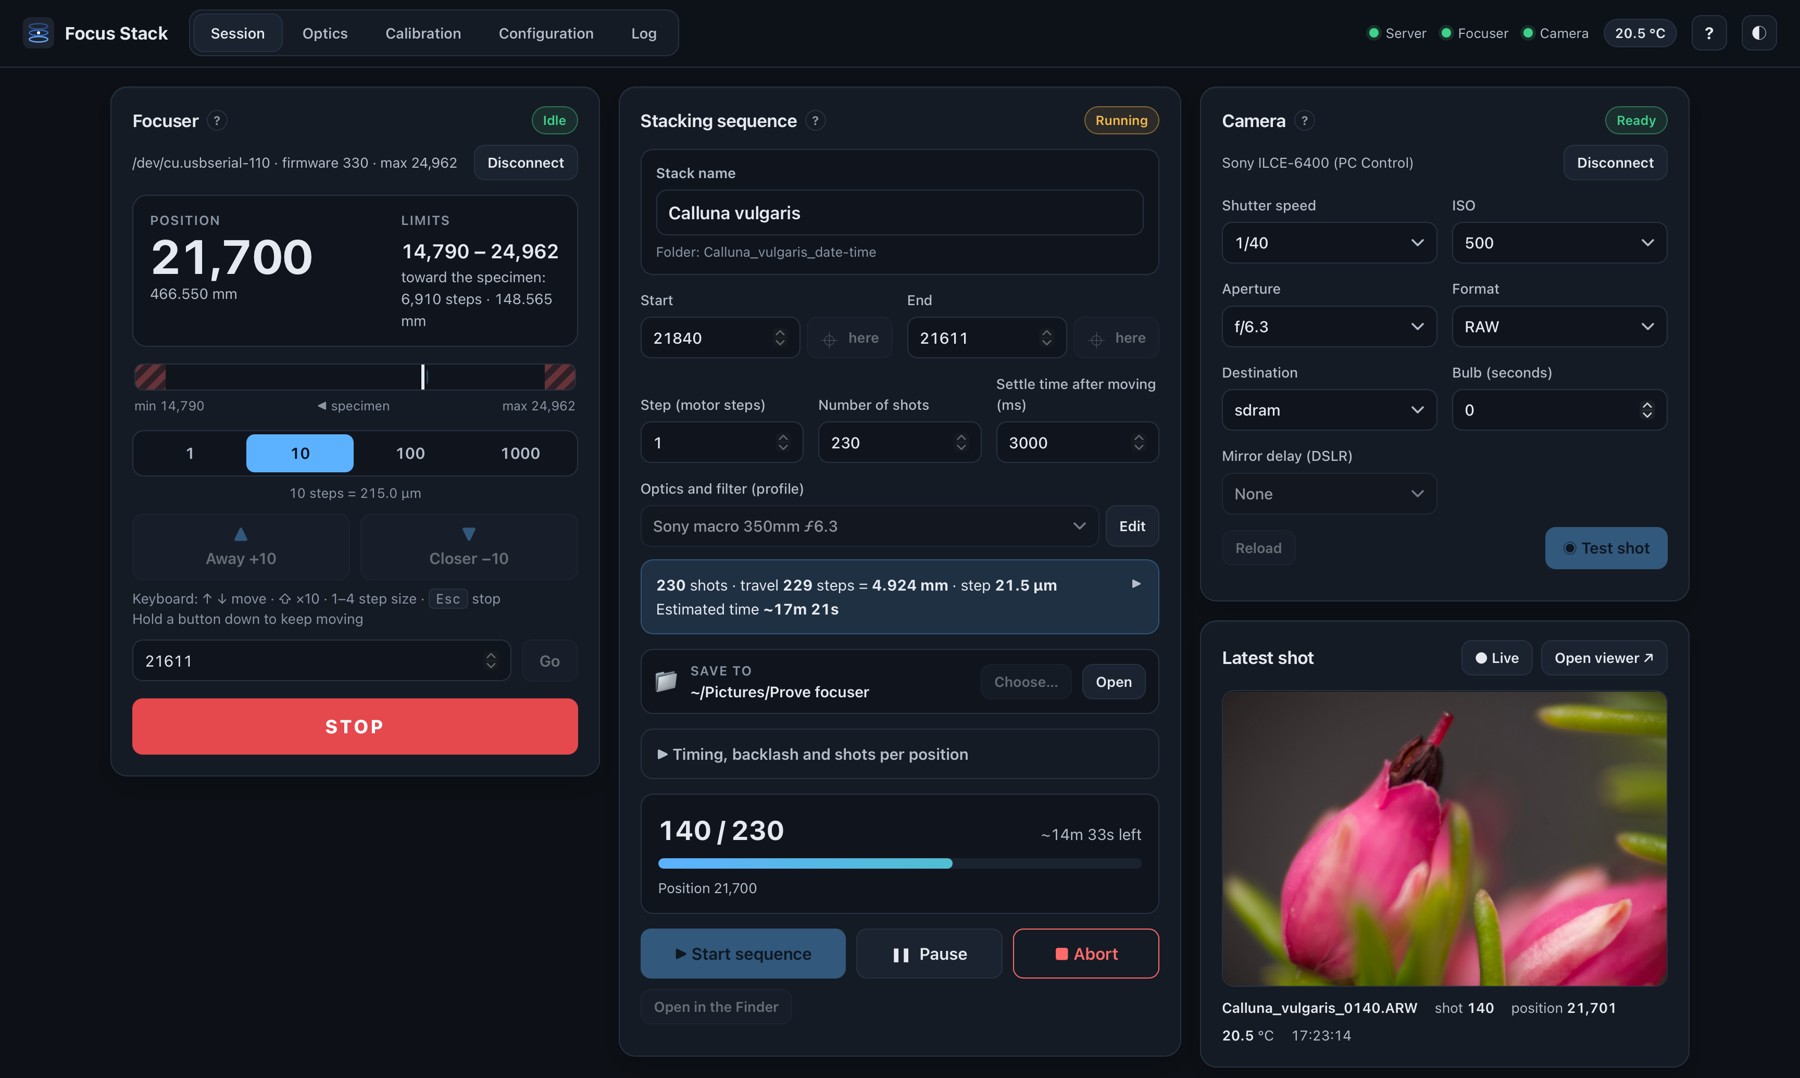 Focus Stack
Session
Optics
Calibration
Configuration
Log
Server
Focuser
Camera
20.5 °C
?
Focuser ?
Idle
/dev/cu.usbserial-110 · firmware 330 · max 24,962
Disconnect
POSITION
21,700
466.550 mm
LIMITS
14,790 – 24,962
toward the specimen:
6,910 steps · 148.565
mm
min 14,790
◀ specimen
max 24,962
1
10
100
1000
10 steps = 215.0 µm
▲
Away +10
▼
Closer −10
Keyboard: ↑ ↓ move · ⇧ ×10 · 1–4 step size · Esc stop
Hold a button down to keep moving
21611
Go
STOP
Stacking sequence ?
Running
Stack name
Calluna vulgaris
Folder: Calluna_vulgaris_date-time
Start
21840
here
End
21611
here
Step (motor steps)
1
Number of shots
230
Settle time after moving
(ms)
3000
Optics and filter (profile)
Sony macro 350mm ƒ6.3
Edit
230 shots · travel 229 steps = 4.924 mm · step 21.5 µm
Estimated time ~17m 21s
▶
SAVE TO
~/Pictures/Prove focuser
Choose...
Open
▶ Timing, backlash and shots per position
140 / 230
~14m 33s left
Position 21,700
▶ Start sequence
Pause
Abort
Open in the Finder
Camera ?
Ready
Sony ILCE-6400 (PC Control)
Disconnect
Shutter speed
1/40
ISO
500
Aperture
f/6.3
Format
RAW
Destination
sdram
Bulb (seconds)
0
Mirror delay (DSLR)
None
Reload
Test shot
Latest shot
Live
Open viewer ↗
Calluna_vulgaris_0140.ARW shot 140 position 21,701
20.5 °C 17:23:14